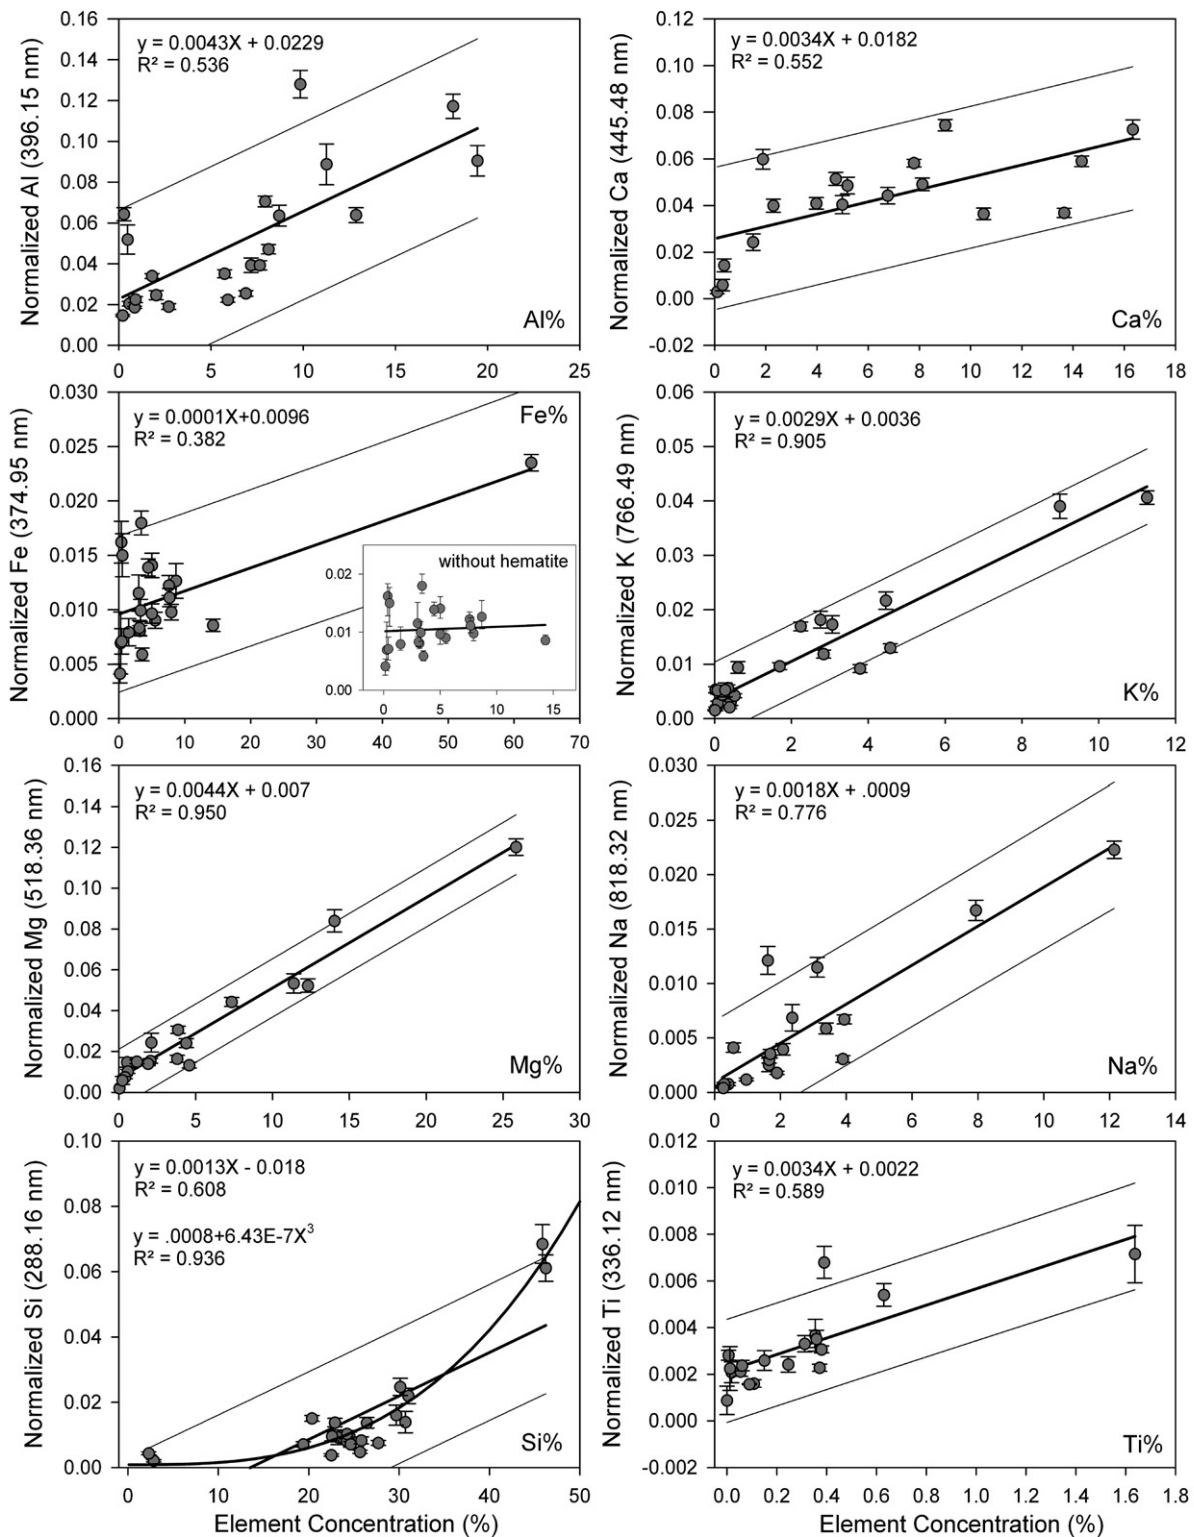 0.16
0.14
0.12
0.10
0.08
0.06
0.04
0.02
0.00
Normalized Al (396.15 nm)
y = 0.0043X + 0.0229
R² = 0.536
Al%
0 5 10 15 20 25
0.12
0.10
0.08
0.06
0.04
0.02
0.00
-0.02
Normalized Ca (445.48 nm)
y = 0.0034X + 0.0182
R² = 0.552
Ca%
0 2 4 6 8 10 12 14 16 18
0.030
0.025
0.020
0.015
0.010
0.005
0.000
Normalized Fe (374.95 nm)
y = 0.0001X+0.0096
R² = 0.382
Fe%
without hematite
0.02
0.01
0.00
0 5 10 15
0 10 20 30 40 50 60 70
0.06
0.05
0.04
0.03
0.02
0.01
0.00
Normalized K (766.49 nm)
y = 0.0029X + 0.0036
R² = 0.905
K%
0 2 4 6 8 10 12
0.16
0.12
0.08
0.06
0.04
0.02
0.00
Normalized Mg (518.36 nm)
y = 0.0044X + 0.007
R² = 0.950
Mg%
0 5 10 15 20 25 30
0.030
0.025
0.020
0.015
0.010
0.005
0.000
Normalized Na (818.32 nm)
y = 0.0018X + .0009
R² = 0.776
Na%
0 2 4 6 8 10 12 14
0.10
0.08
0.06
0.04
0.02
0.00
Normalized Si (288.16 nm)
y = 0.0013X - 0.018
R² = 0.608
y = .0008+6.43E-7X³
R² = 0.936
Si%
0 10 20 30 40 50
Element Concentration (%)
0.012
0.010
0.008
0.006
0.004
0.002
0.000
-0.002
Normalized Ti (336.12 nm)
y = 0.0034X + 0.0022
R² = 0.589
Ti%
0.0 0.2 0.4 0.6 0.8 1.0 1.2 1.4 1.6 1.8
Element Concentration (%)